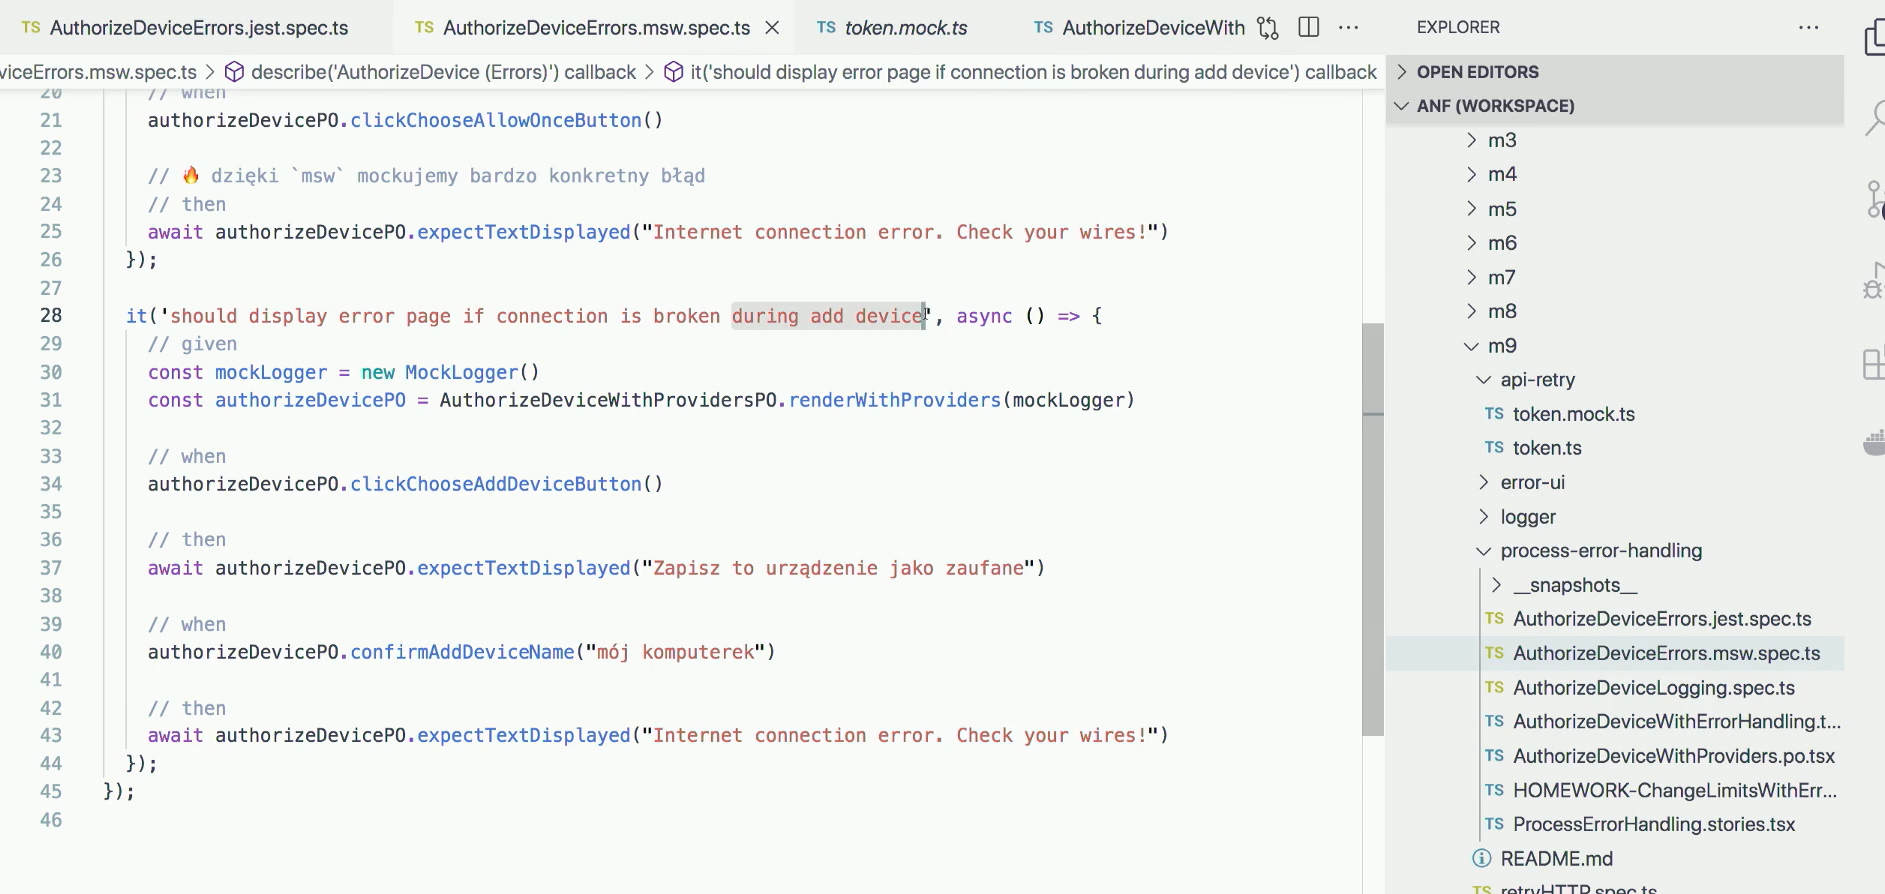 TS AuthorizeDeviceErrors.jest.spec.ts
TS AuthorizeDeviceErrors.msw.spec.ts
TS token.mock.ts
TS AuthorizeDeviceWith
EXPLORER
viceErrors.msw.spec.ts > describe('AuthorizeDevice (Errors)') callback > it('should display error page if connection is broken during add device') callback
20 // when
21 authorizeDevicePO.clickChooseAllowOnceButton()
22
23 // 🔥 dzięki `msw` mockujemy bardzo konkretny błąd
24 // then
25 await authorizeDevicePO.expectTextDisplayed("Internet connection error. Check your wires!")
26 });
27
28 it('should display error page if connection is broken during add device', async () => {
29 // given
30 const mockLogger = new MockLogger()
31 const authorizeDevicePO = AuthorizeDeviceWithProvidersPO.renderWithProviders(mockLogger)
32
33 // when
34 authorizeDevicePO.clickChooseAddDeviceButton()
35
36 // then
37 await authorizeDevicePO.expectTextDisplayed("Zapisz to urządzenie jako zaufane")
38
39 // when
40 authorizeDevicePO.confirmAddDeviceName("mój komputerek")
41
42 // then
43 await authorizeDevicePO.expectTextDisplayed("Internet connection error. Check your wires!")
44 });
45 });
46
OPEN EDITORS
ANF (WORKSPACE)
m3
m4
m5
m6
m7
m8
m9
api-retry
TS token.mock.ts
TS token.ts
error-ui
logger
process-error-handling
__snapshots__
TS AuthorizeDeviceErrors.jest.spec.ts
TS AuthorizeDeviceErrors.msw.spec.ts
TS AuthorizeDeviceLogging.spec.ts
TS AuthorizeDeviceWithErrorHandling.t...
TS AuthorizeDeviceWithProviders.po.tsx
TS HOMEWORK-ChangeLimitsWithErr...
TS ProcessErrorHandling.stories.tsx
README.md
TS retryHTTP.spec.ts